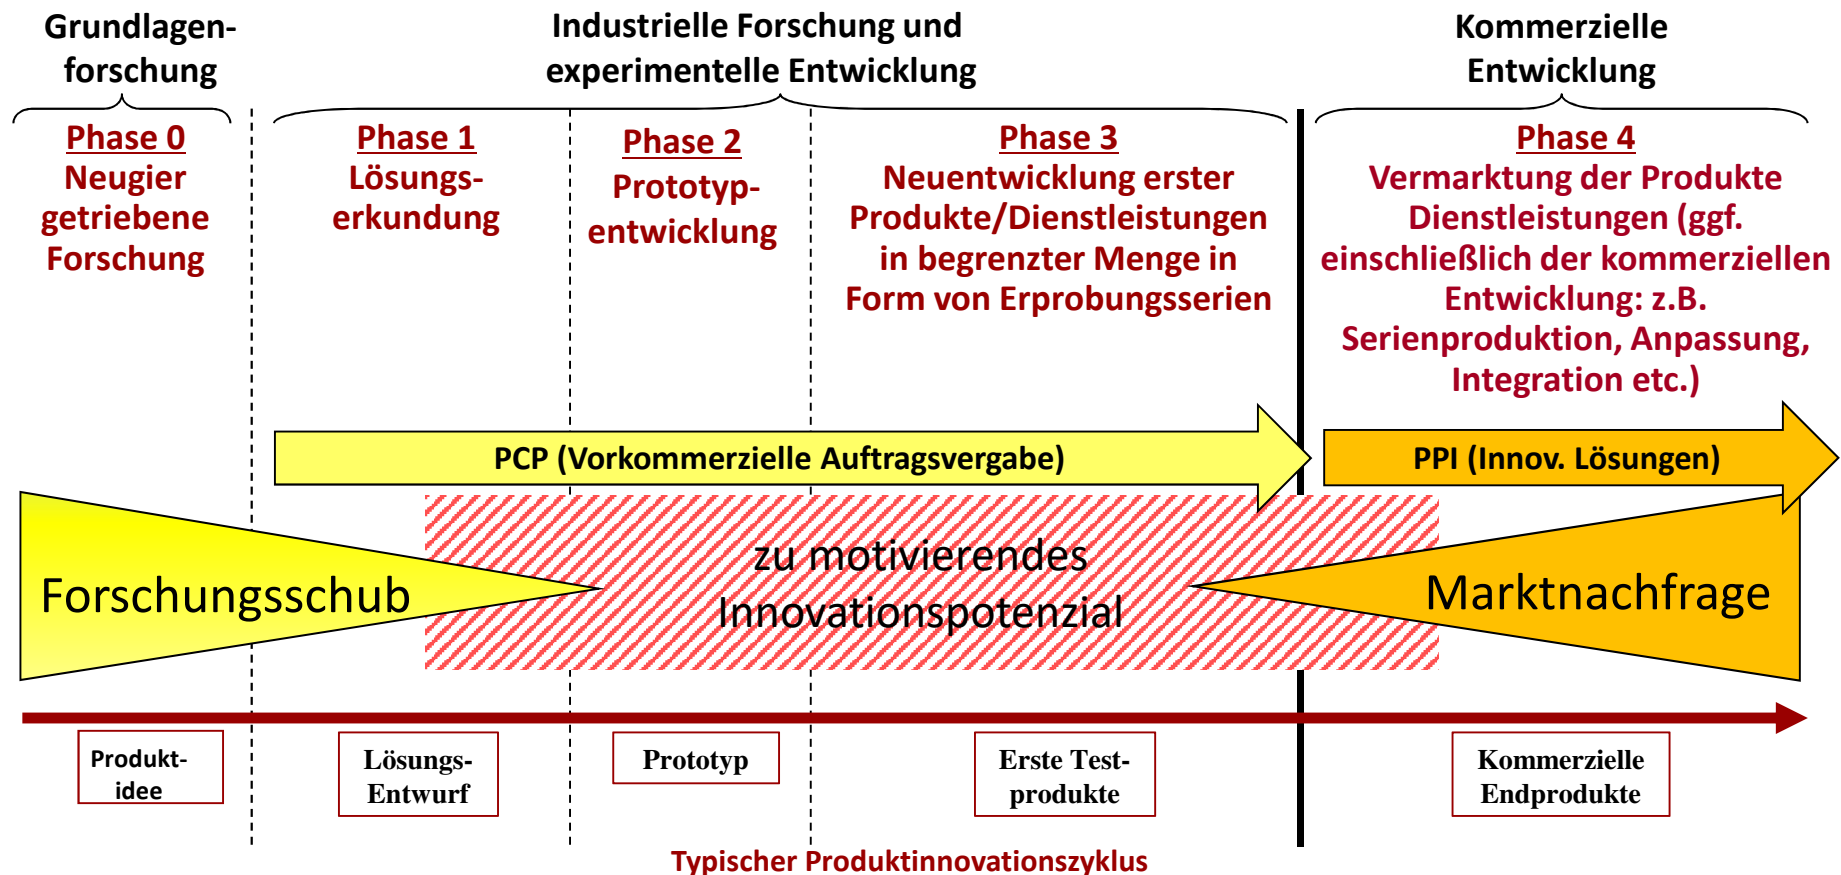 Grundlagen-
forschung
Industrielle Forschung und
experimentelle Entwicklung
Kommerzielle
Entwicklung
Phase 0
Neugier
getriebene
Forschung
Phase 1
Lösungs-
erkundung
Phase 2
Prototyp-
entwicklung
Phase 3
Neuentwicklung erster
Produkte/Dienstleistungen
in begrenzter Menge in
Form von Erprobungsserien
Phase 4
Vermarktung der Produkte
Dienstleistungen (ggf.
einschließlich der kommerziellen
Entwicklung: z.B.
Serienproduktion, Anpassung,
Integration etc.)
PCP (Vorkommerzielle Auftragsvergabe)
PPI (Innov. Lösungen)
Forschungsschub
zu motivierendes
Innovationspotenzial
Marktnachfrage
Produkt-
idee
Lösungs-
Entwurf
Prototyp
Erste Test-
produkte
Kommerzielle
Endprodukte
Typischer Produktinnovationszyklus